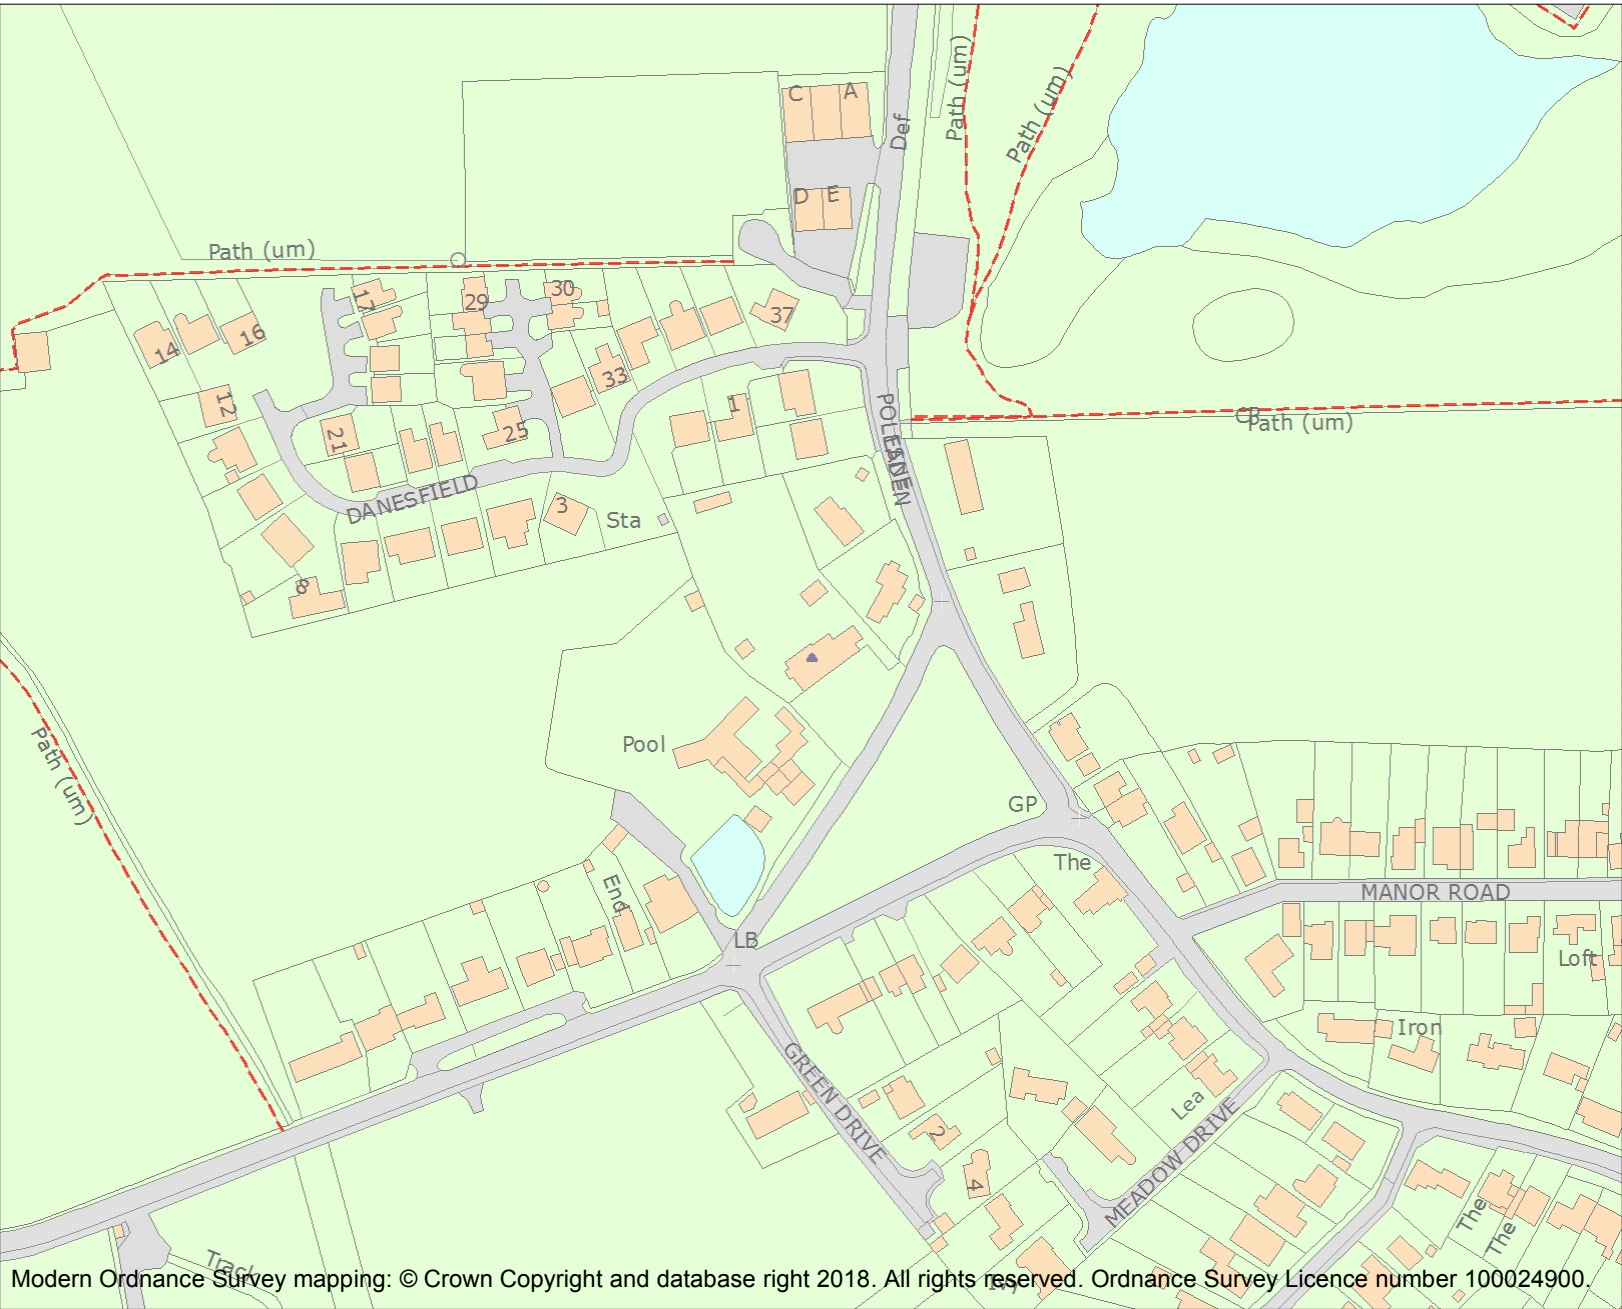 Path (um)
Path (um)
C
A
Def
D
E
Path (um)
17
29
30
37
14
16
33
12
1
POLESDEN
LANE
CB
Path (um)
21
25
DANESFIELD
3
Sta
8
Pool
Path (um)
GP
The
End
MANOR ROAD
LB
Loft
Iron
GREEN DRIVE
Lea
2
MEADOW DRIVE
4
The
The
Track
Ivy
Modern Ordnance Survey mapping: © Crown Copyright and database right 2018. All rights reserved. Ordnance Survey Licence number 100024900.